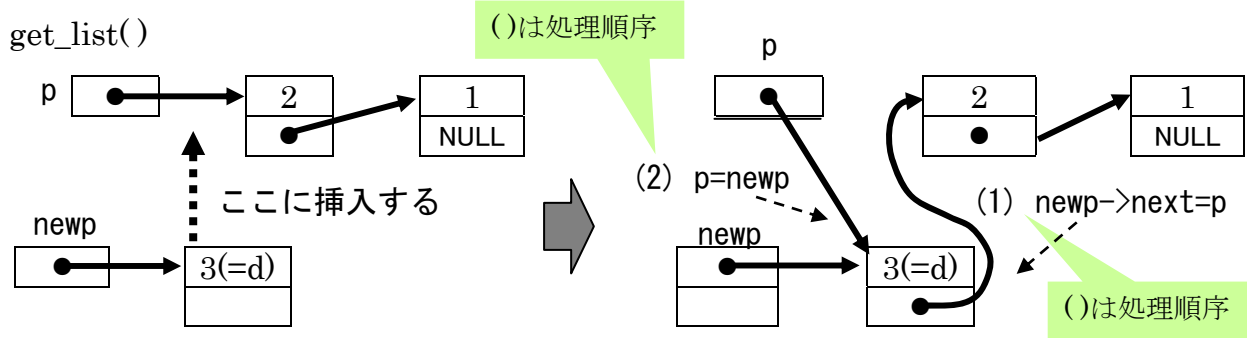 get_list()
()は処理順序
p
2
1
NULL
ここに挿入する
newp
3(=d)
p
2
1
NULL
(2) p=newp
(1) newp->next=p
newp
3(=d)
()は処理順序